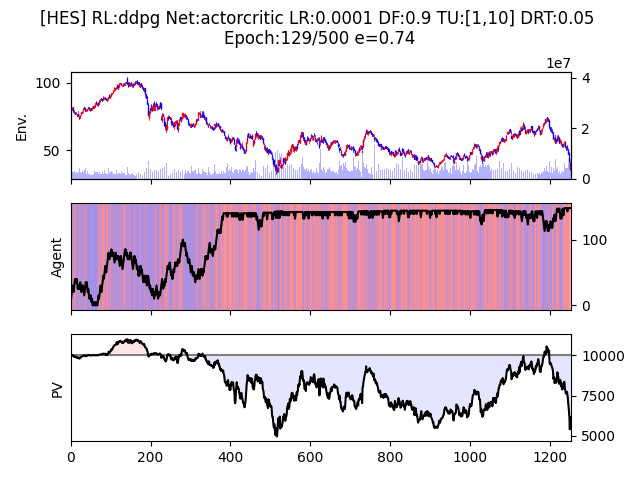 [HES] RL:ddpg Net:actorcritic LR:0.0001 DF:0.9 TU:[1,10] DRT:0.05
Epoch:129/500 e=0.74
1e7
100
50
Env.
4
2
0
Agent
100
0
PV
10000
7500
5000
0 200 400 600 800 1000 1200